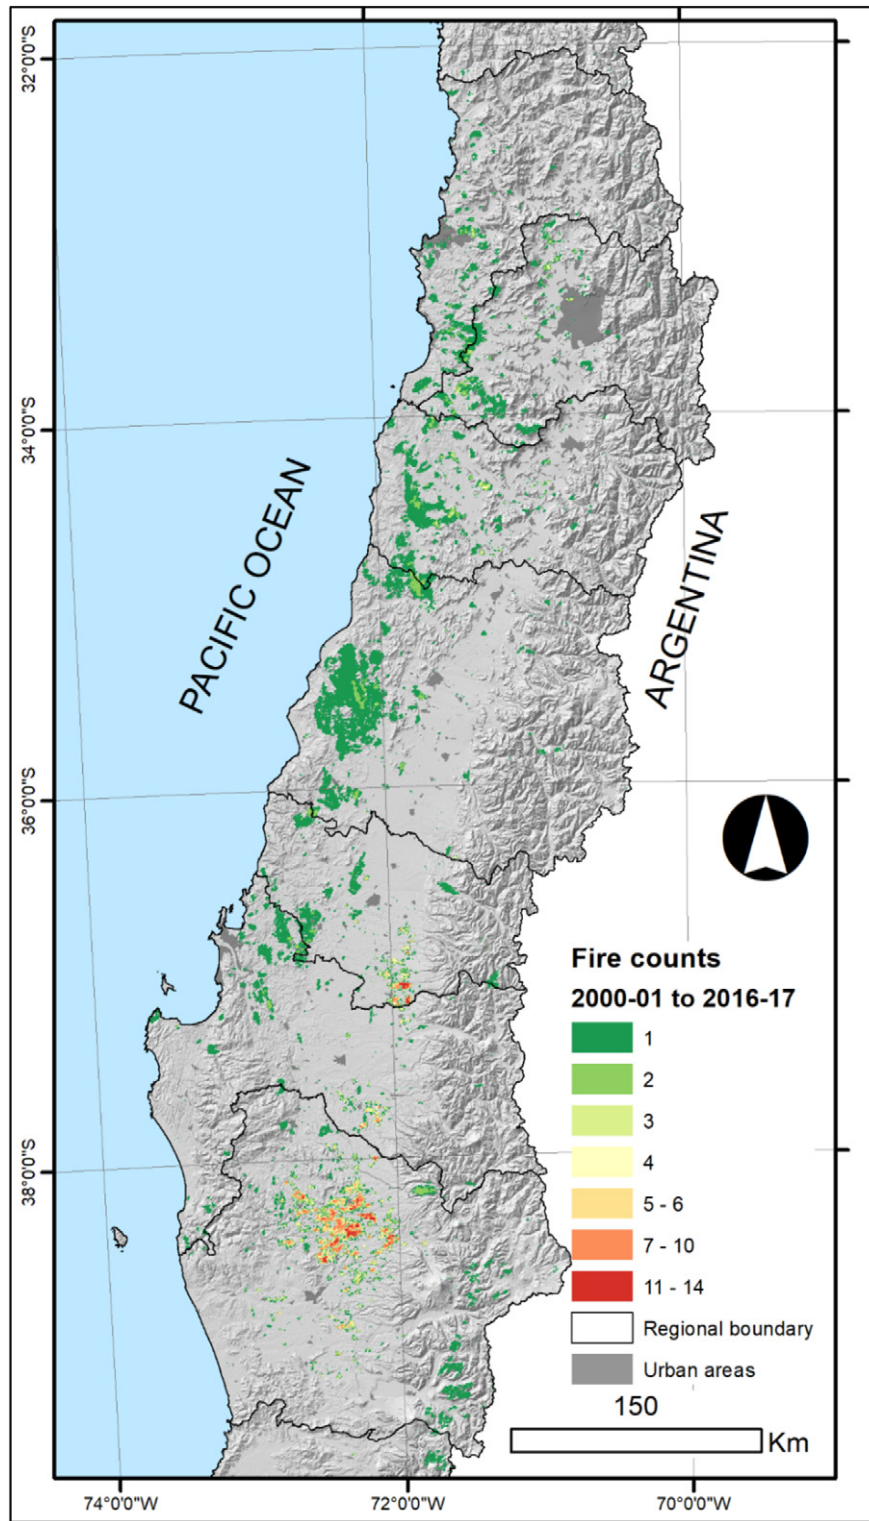 32°0'0"S
34°0'0"S
36°0'0"S
38°0'0"S
PACIFIC OCEAN
ARGENTINA
Fire counts
2000-01 to 2016-17
1
2
3
4
5 - 6
7 - 10
11 - 14
Regional boundary
Urban areas
150
Km
74°0'0"W
72°0'0"W
70°0'0"W